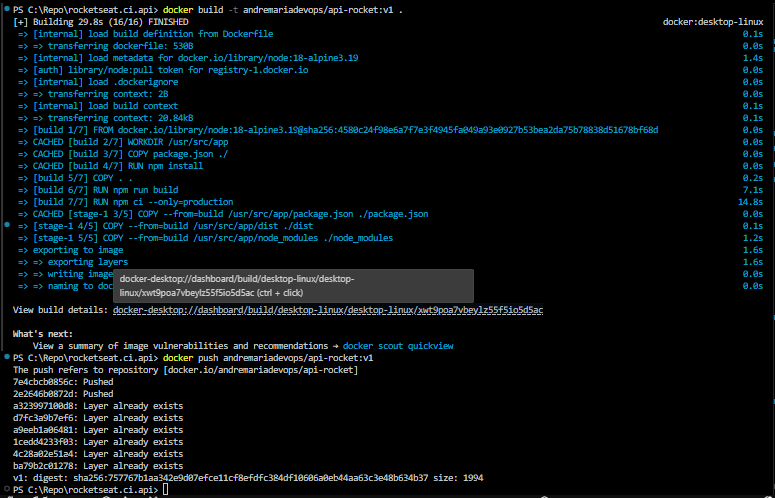 PS C:\Repo\rocketseat.ci.api> docker build -t andremariadevops/api-rocket:v1 .
[+] Building 29.8s (16/16) FINISHED docker:desktop-linux
=> [internal] load build definition from Dockerfile 0.1s
=> => transferring dockerfile: 530B 0.0s
=> [internal] load metadata for docker.io/library/node:18-alpine3.19 1.4s
=> [auth] library/node:pull token for registry-1.docker.io 0.0s
=> [internal] load .dockerignore 0.0s
=> => transferring context: 2B 0.0s
=> [internal] load build context 0.1s
=> => transferring context: 20.84kB 0.1s
=> [build 1/7] FROM docker.io/library/node:18-alpine3.19@sha256:4580c24f98e6a7f7e3f4945fa049a93e0927b53bea2da75b78838d51678bf68d 0.0s
=> CACHED [build 2/7] WORKDIR /usr/src/app 0.0s
=> CACHED [build 3/7] COPY package.json ./ 0.0s
=> CACHED [build 4/7] RUN npm install 0.0s
=> [build 5/7] COPY . . 0.2s
=> [build 6/7] RUN npm run build 7.1s
=> [build 7/7] RUN npm ci --only=production 14.8s
=> CACHED [stage-1 3/5] COPY --from=build /usr/src/app/package.json ./package.json 0.0s
=> [stage-1 4/5] COPY --from=build /usr/src/app/dist ./dist 0.1s
=> [stage-1 5/5] COPY --from=build /usr/src/app/node_modules ./node_modules 1.2s
=> exporting to image 1.6s
=> => exporting layers 1.6s
=> => writing image 0.0s
=> => naming to doc 0.0s
docker-desktop://dashboard/build/desktop-linux/desktop-
linux/xwt9poa7vbeylz55f5io5d5ac (ctrl + click)
View build details: docker-desktop://dashboard/build/desktop-linux/desktop-linux/xwt9poa7vbeylz55f5io5d5ac
What's next:
View a summary of image vulnerabilities and recommendations → docker scout quickview
PS C:\Repo\rocketseat.ci.api> docker push andremariadevops/api-rocket:v1
The push refers to repository [docker.io/andremariadevops/api-rocket]
7e4cbcb0856c: Pushed
2e2646b0872d: Pushed
a323997100d8: Layer already exists
d7fc3a9b7ef6: Layer already exists
a9eeb1a06481: Layer already exists
1cedd4233f03: Layer already exists
4c28a02e51a4: Layer already exists
ba79b2c01278: Layer already exists
v1: digest: sha256:757767b1aa342e9d07efce11cf8efdfc384df10606a0eb44aa63c3e48b634b37 size: 1994
PS C:\Repo\rocketseat.ci.api>